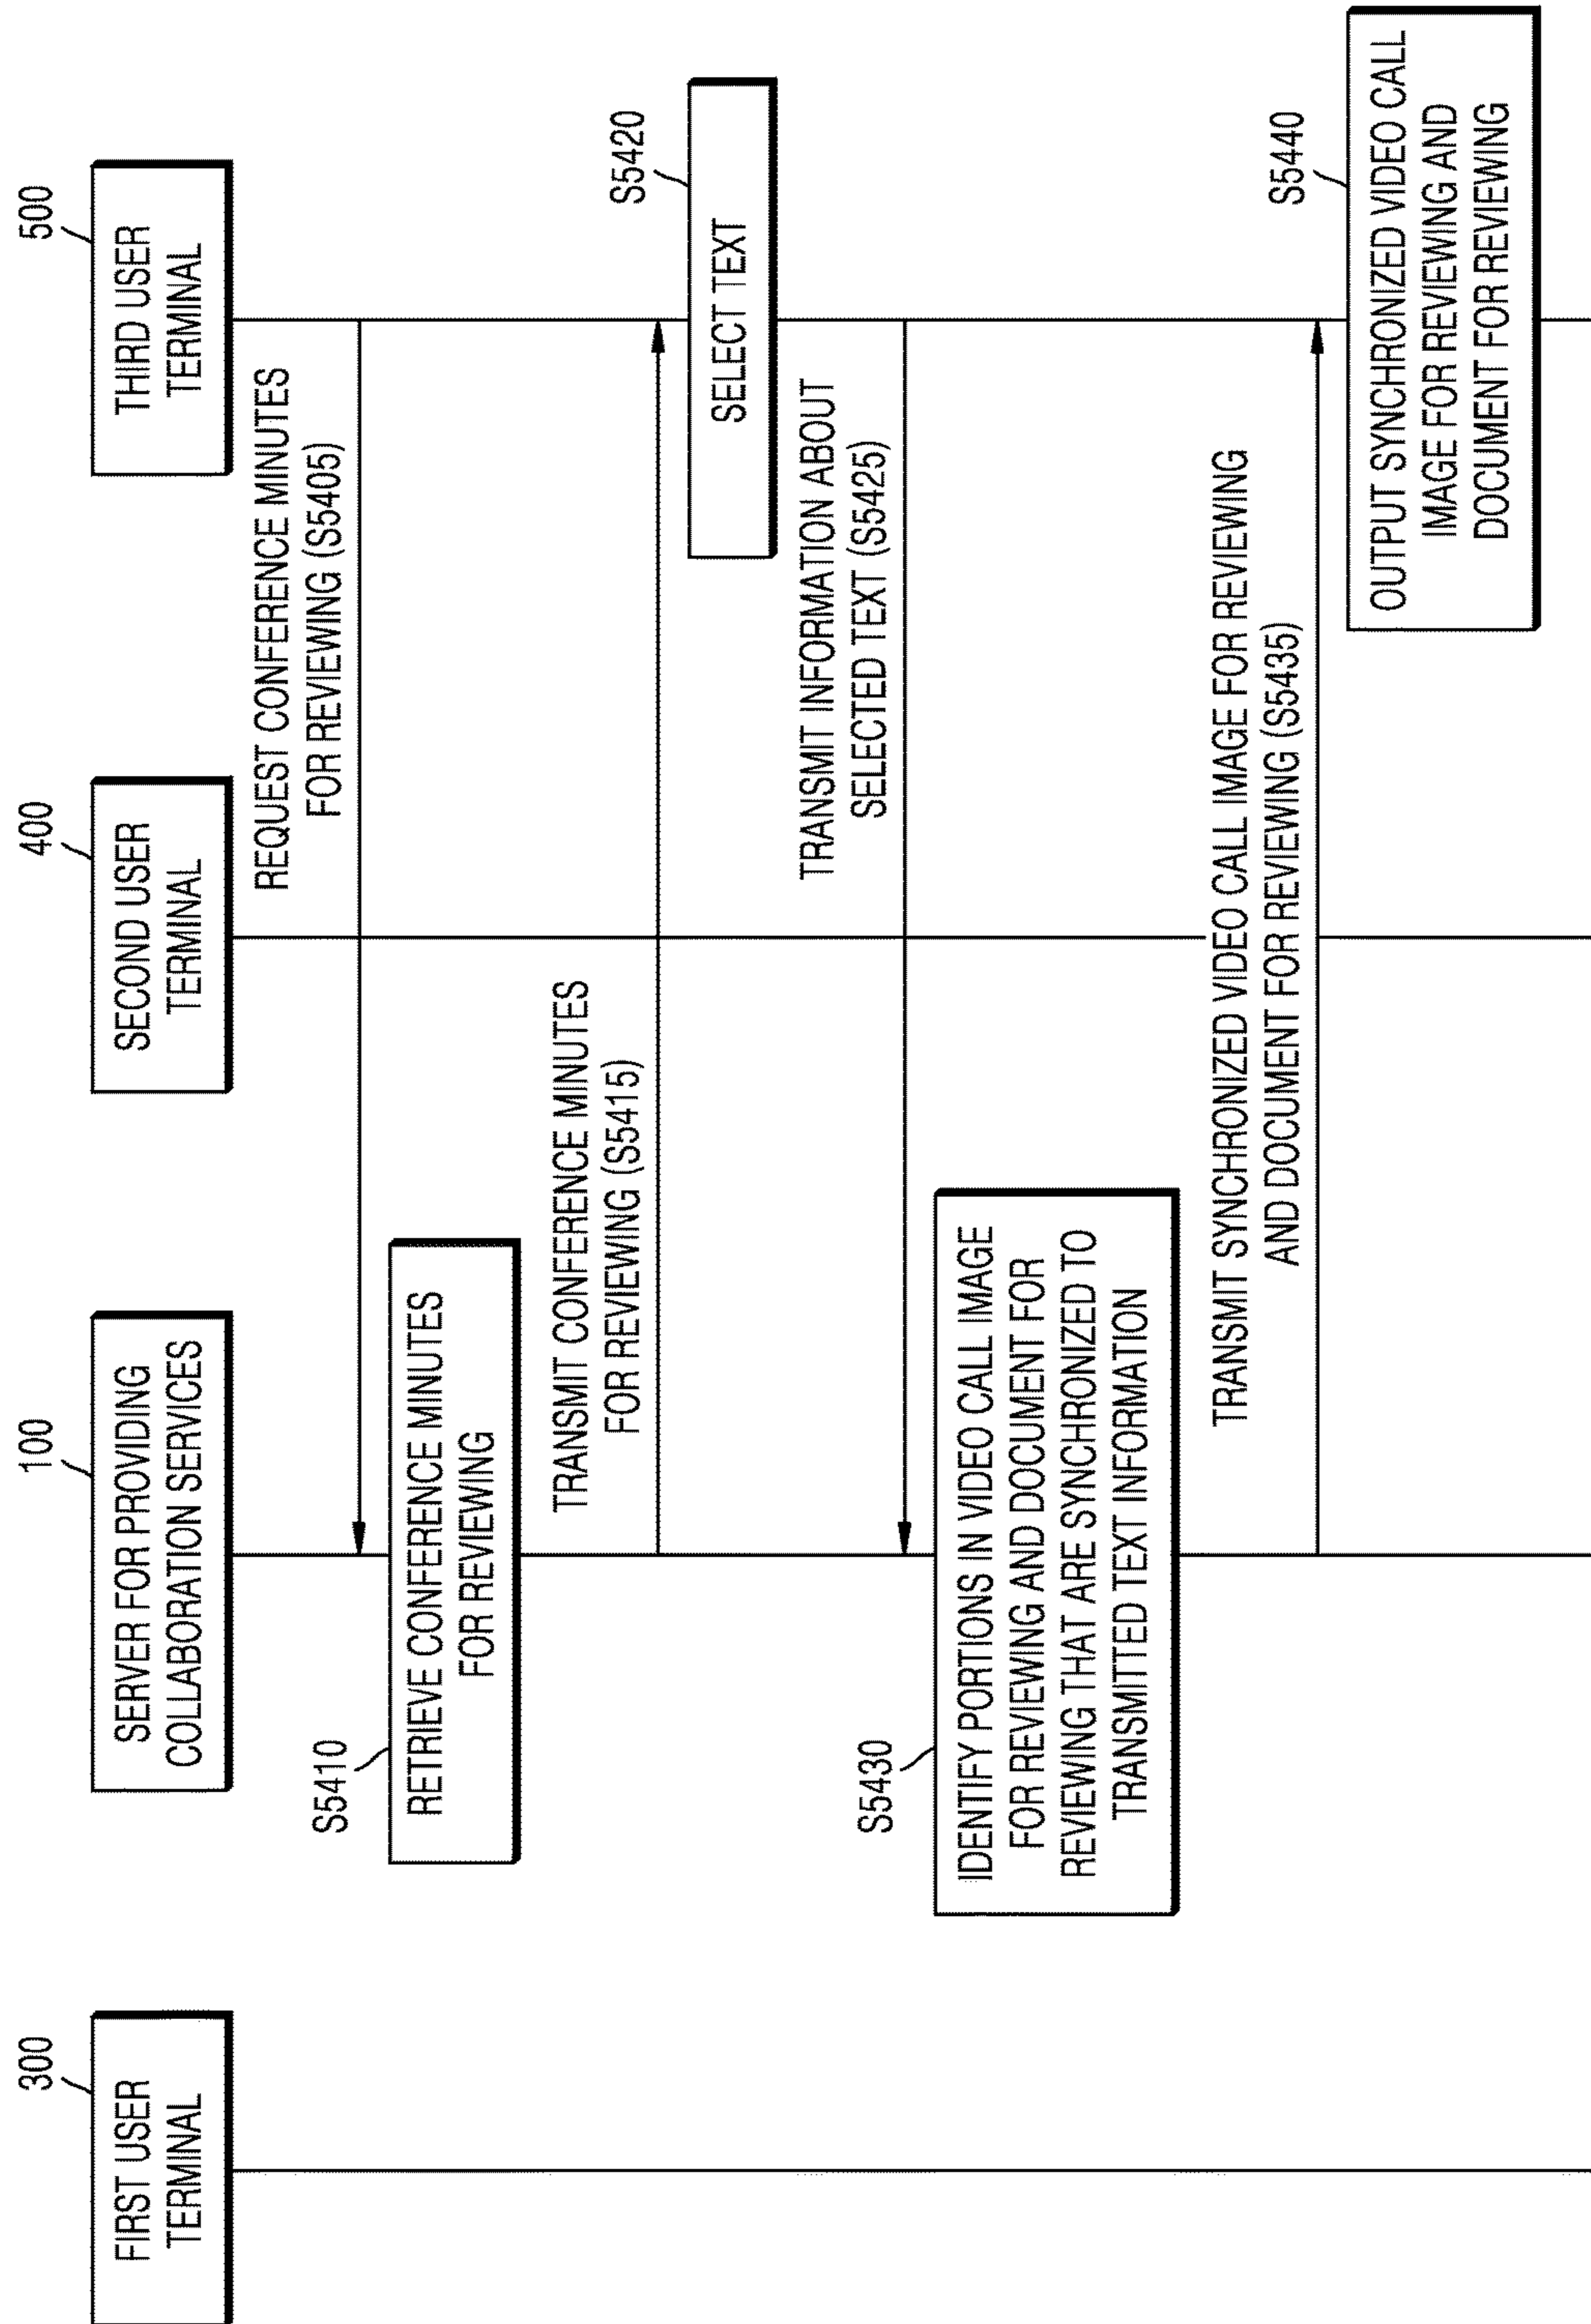 300
FIRST USER
TERMINAL
100
SERVER FOR PROVIDING
COLLABORATION SERVICES
400
SECOND USER
TERMINAL
500
THIRD USER
TERMINAL
REQUEST CONFERENCE MINUTES
FOR REVIEWING (S5405)
S5410
RETRIEVE CONFERENCE MINUTES
FOR REVIEWING
TRANSMIT CONFERENCE MINUTES
FOR REVIEWING (S5415)
S5420
SELECT TEXT
TRANSMIT INFORMATION ABOUT
SELECTED TEXT (S5425)
S5430
IDENTIFY PORTIONS IN VIDEO CALL IMAGE
FOR REVIEWING AND DOCUMENT FOR
REVIEWING THAT ARE SYNCHRONIZED TO
TRANSMITTED TEXT INFORMATION
TRANSMIT SYNCHRONIZED VIDEO CALL IMAGE FOR REVIEWING
AND DOCUMENT FOR REVIEWING (S5435)
S5440
OUTPUT SYNCHRONIZED VIDEO CALL
IMAGE FOR REVIEWING AND
DOCUMENT FOR REVIEWING